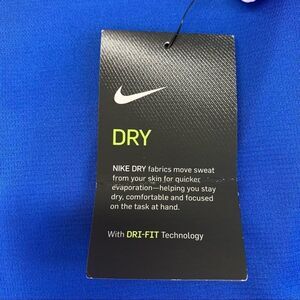 DRY
NIKE DRY fabrics move sweat
from your skin for quicker
evaporation—helping you stay
dry, comfortable and focused
on the task at hand.
With DRI-FIT Technology